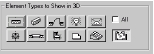 Element Types to Show in 3D
All